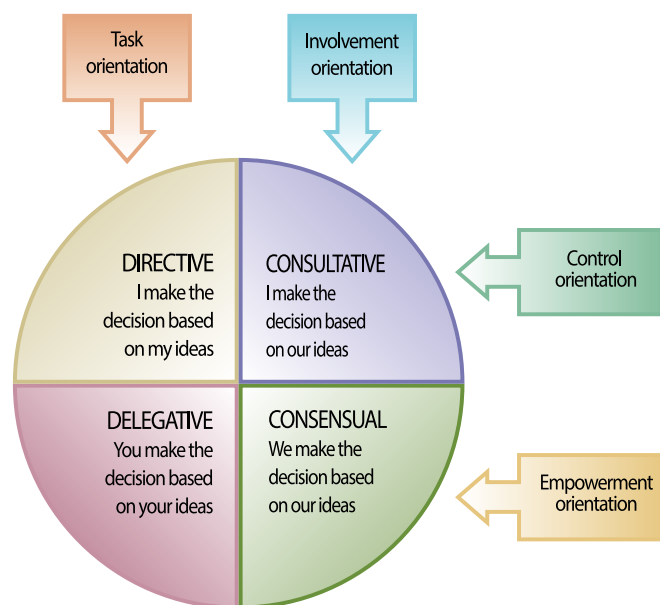 Task
orientation
Involvement
orientation
DIRECTIVE
I make the
decision based
on my ideas
CONSULTATIVE
I make the
decision based
on our ideas
Control
orientation
DELEGATIVE
You make the
decision based
on your ideas
CONSENSUAL
We make the
decision based
on our ideas
Empowerment
orientation